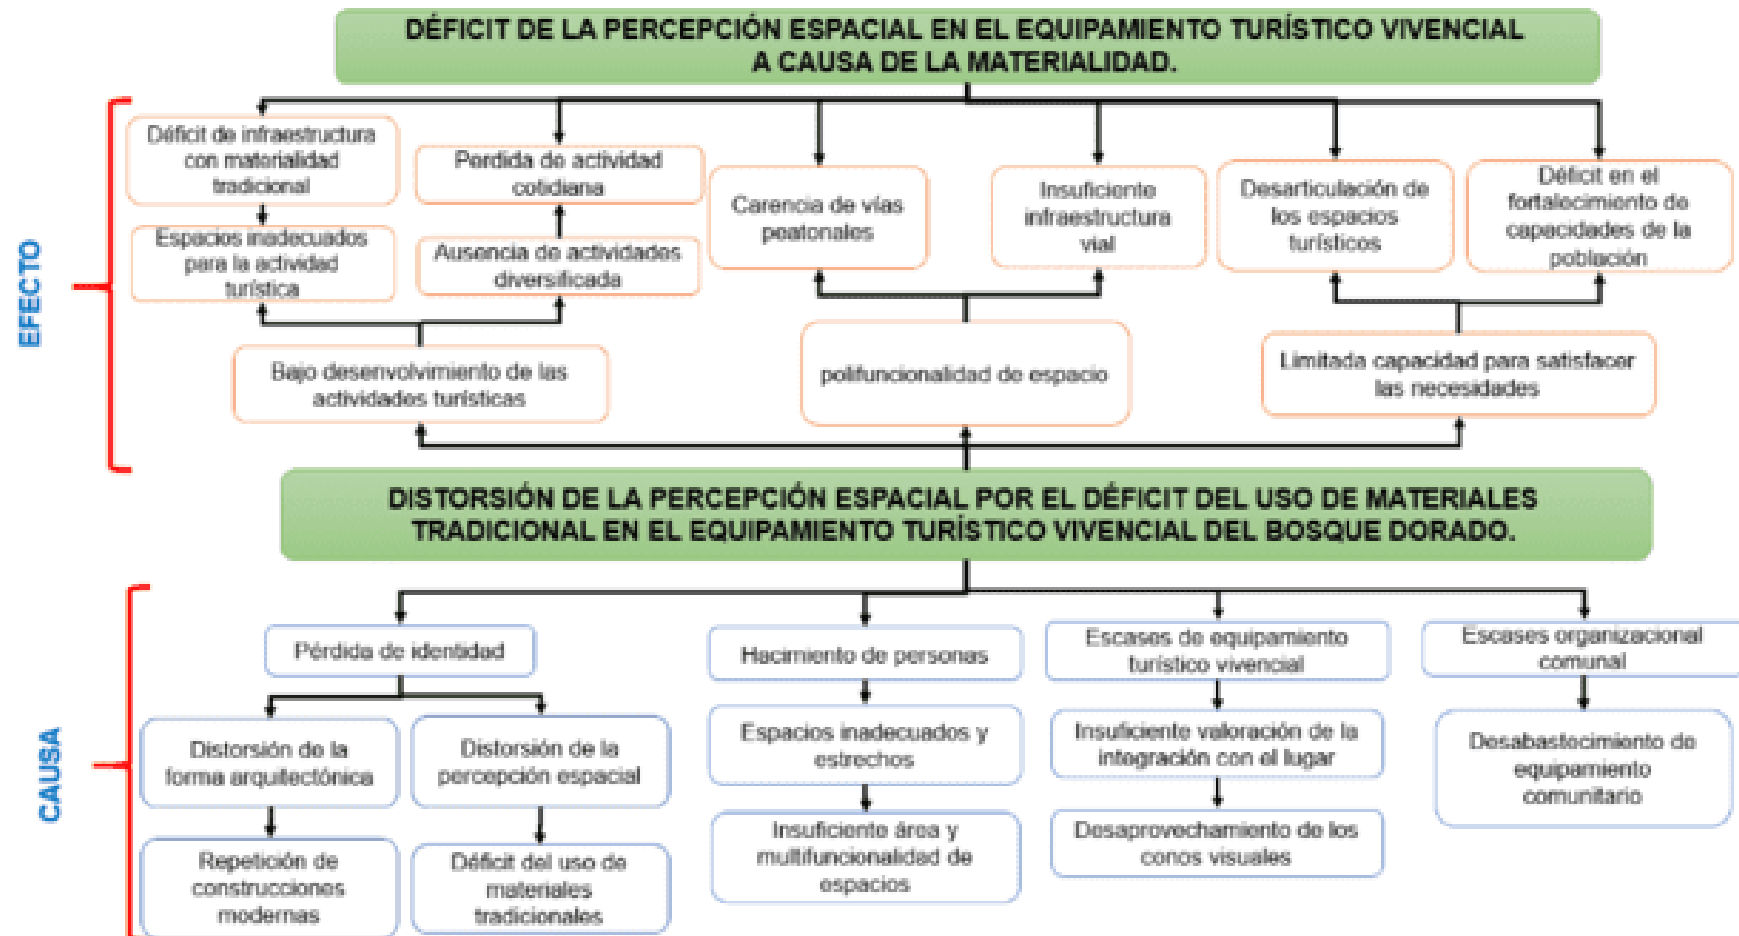 DÉFICIT DE LA PERCEPCIÓN ESPACIAL EN EL EQUIPAMIENTO TURÍSTICO VIVENCIAL
A CAUSA DE LA MATERIALIDAD.
EFECTO
Déficit de infraestructura
con materialidad
tradicional
Perdida de actividad
cotidiana
Carencia de vías
peatonales
Insuficiente
infraestructura
vial
Desarticulación de
los espacios
turísticos
Déficit en el
fortalecimiento de
capacidades de la
población
Espacios inadecuados
para la actividad
turística
Ausencia de actividades
diversificada
Bajo desenvolvimiento de las
actividades turísticas
polifuncionalidad de espacio
Limitada capacidad para satisfacer
las necesidades
DISTORSIÓN DE LA PERCEPCIÓN ESPACIAL POR EL DÉFICIT DEL USO DE MATERIALES
TRADICIONAL EN EL EQUIPAMIENTO TURÍSTICO VIVENCIAL DEL BOSQUE DORADO.
CAUSA
Pérdida de identidad
Hacimiento de personas
Escases de equipamiento
turístico vivencial
Escases organizacional
comunal
Distorsión de la
forma arquitectónica
Distorsión de la
percepción espacial
Espacios inadecuados y
estrechos
Insuficiente valoración de la
integración con el lugar
Desabastecimiento de
equipamiento
comunitario
Repetición de
construcciones
modernas
Déficit del uso de
materiales
tradicionales
Insuficiente área y
multifuncionalidad de
espacios
Desaprovechamiento de los
conos visuales